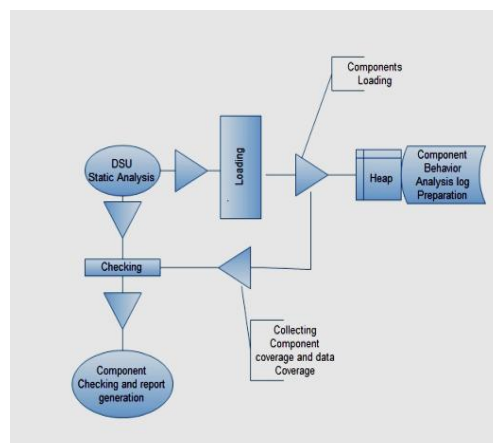 Components
Loading
DSU
Static Analysis
Loading
Heap
Component
Behavior
Analysis log
Preparation
Checking
Collecting
Component
coverage and data
Coverage
Component
Checking and report
generation